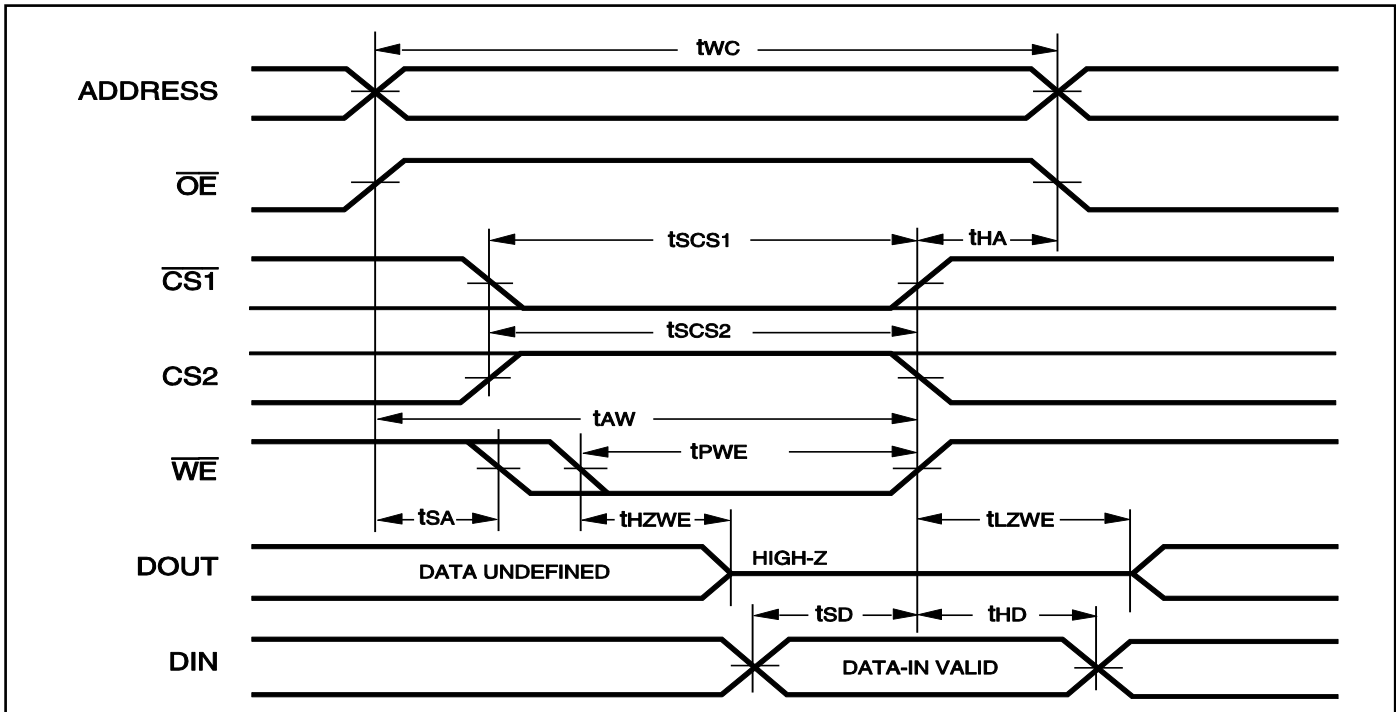 tWC
ADDRESS
OE
tSCS1
tHA
CS1
tSCS2
CS2
tAW
tPWE
WE
tSA
tHZWE
tLZWE
DOUT
DATA UNDEFINED
HIGH-Z
tSD
tHD
DIN
DATA-IN VALID